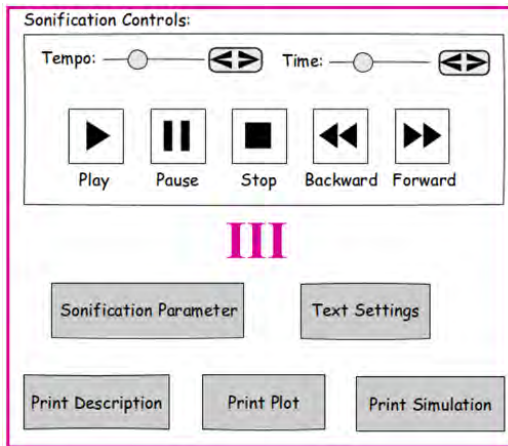 Sonification Controls:
Tempo: Time:
Play Pause Stop Backward Forward
III
Sonification Parameter Text Settings
Print Description Print Plot Print Simulation